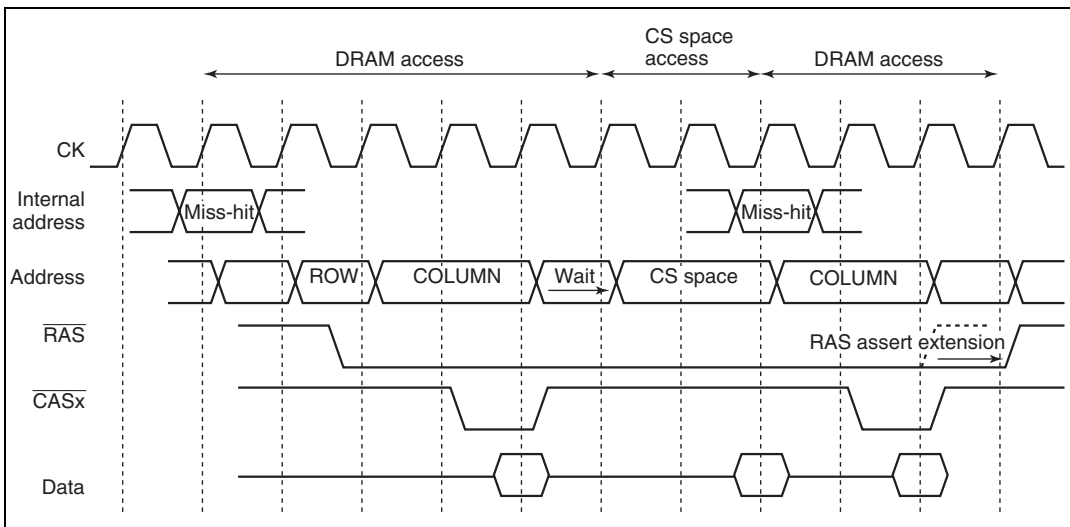 CS space
access
DRAM access
DRAM access
CK
Internal
address
Miss-hit
Miss-hit
Address
ROW
COLUMN
Wait
CS space
COLUMN
RAS
RAS assert extension
CASx
Data